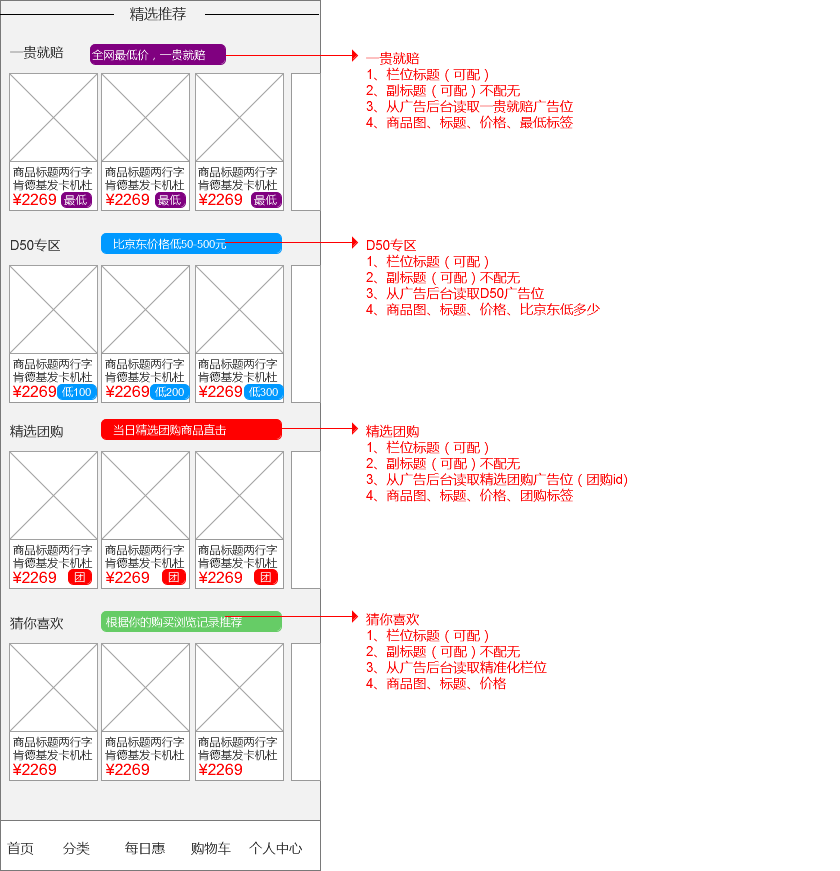 精选推荐
一贵就赔
全网最低价，一贵就赔
商品标题两行字
肯德基发卡机杜
¥2269 最低
商品标题两行字
肯德基发卡机杜
¥2269 最低
商品标题两行字
肯德基发卡机杜
¥2269 最低
一贵就赔
1、栏位标题（可配）
2、副标题（可配）不配无
3、从广告后台读取一贵就赔广告位
4、商品图、标题、价格、最低标签
D50专区
比京东价格低50-500元
商品标题两行字
肯德基发卡机杜
¥2269 低100
商品标题两行字
肯德基发卡机杜
¥2269 低200
商品标题两行字
肯德基发卡机杜
¥2269 低300
D50专区
1、栏位标题（可配）
2、副标题（可配）不配无
3、从广告后台读取D50广告位
4、商品图、标题、价格、比京东低多少
精选团购
当日精选团购商品直击
商品标题两行字
肯德基发卡机杜
¥2269 团
商品标题两行字
肯德基发卡机杜
¥2269 团
商品标题两行字
肯德基发卡机杜
¥2269 团
精选团购
1、栏位标题（可配）
2、副标题（可配）不配无
3、从广告后台读取精选团购广告位（团购id)
4、商品图、标题、价格、团购标签
猜你喜欢
根据你的购买浏览记录推荐
商品标题两行字
肯德基发卡机杜
¥2269
商品标题两行字
肯德基发卡机杜
¥2269
商品标题两行字
肯德基发卡机杜
¥2269
猜你喜欢
1、栏位标题（可配）
2、副标题（可配）不配无
3、从广告后台读取精准化栏位
4、商品图、标题、价格
首页 分类 每日惠 购物车 个人中心